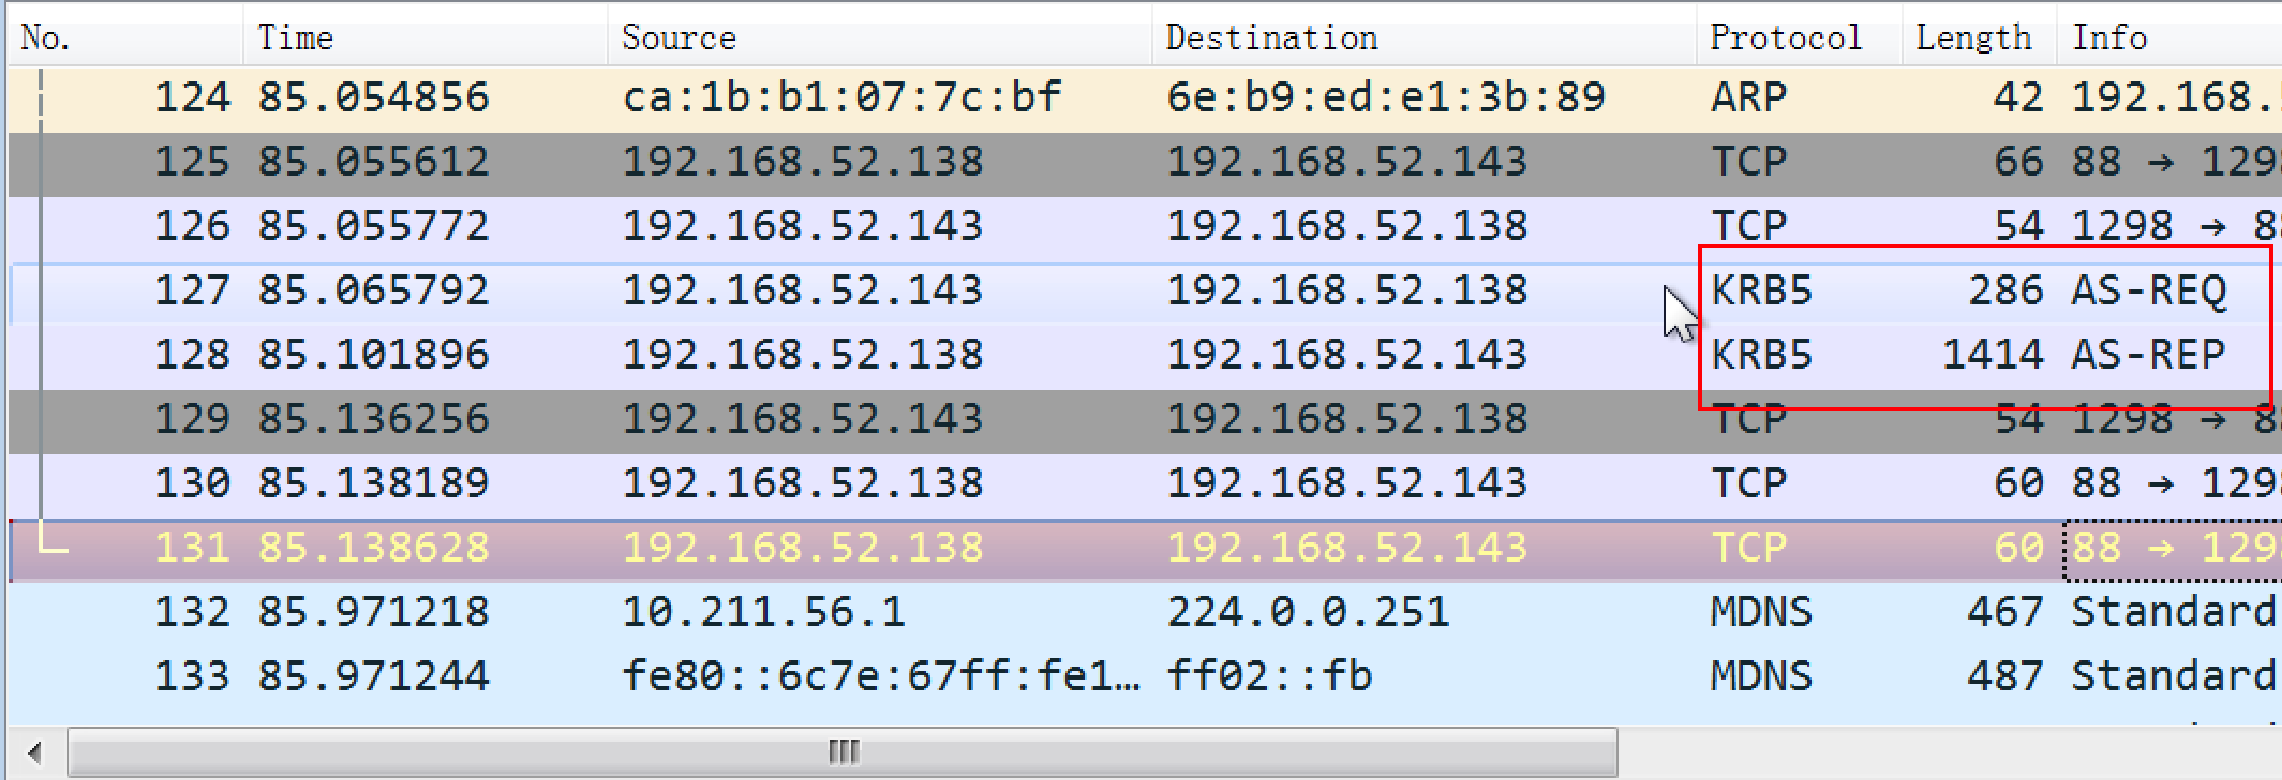 No. Time Source Destination Protocol Length Info
124 85.054856 ca:1b:b1:07:7c:bf 6e:b9:ed:e1:3b:89 ARP 42 192.168.
125 85.055612 192.168.52.138 192.168.52.143 TCP 66 88 → 129
126 85.055772 192.168.52.143 192.168.52.138 TCP 54 1298 → 8
127 85.065792 192.168.52.143 192.168.52.138 KRB5 286 AS-REQ
128 85.101896 192.168.52.138 192.168.52.143 KRB5 1414 AS-REP
129 85.136256 192.168.52.143 192.168.52.138 TCP 54 1298 → 8
130 85.138189 192.168.52.138 192.168.52.143 TCP 60 88 → 129
131 85.138628 192.168.52.138 192.168.52.143 TCP 60 88 → 129
132 85.971218 10.211.56.1 224.0.0.251 MDNS 467 Standard
133 85.971244 fe80::6c7e:67ff:fe1… ff02::fb MDNS 487 Standard